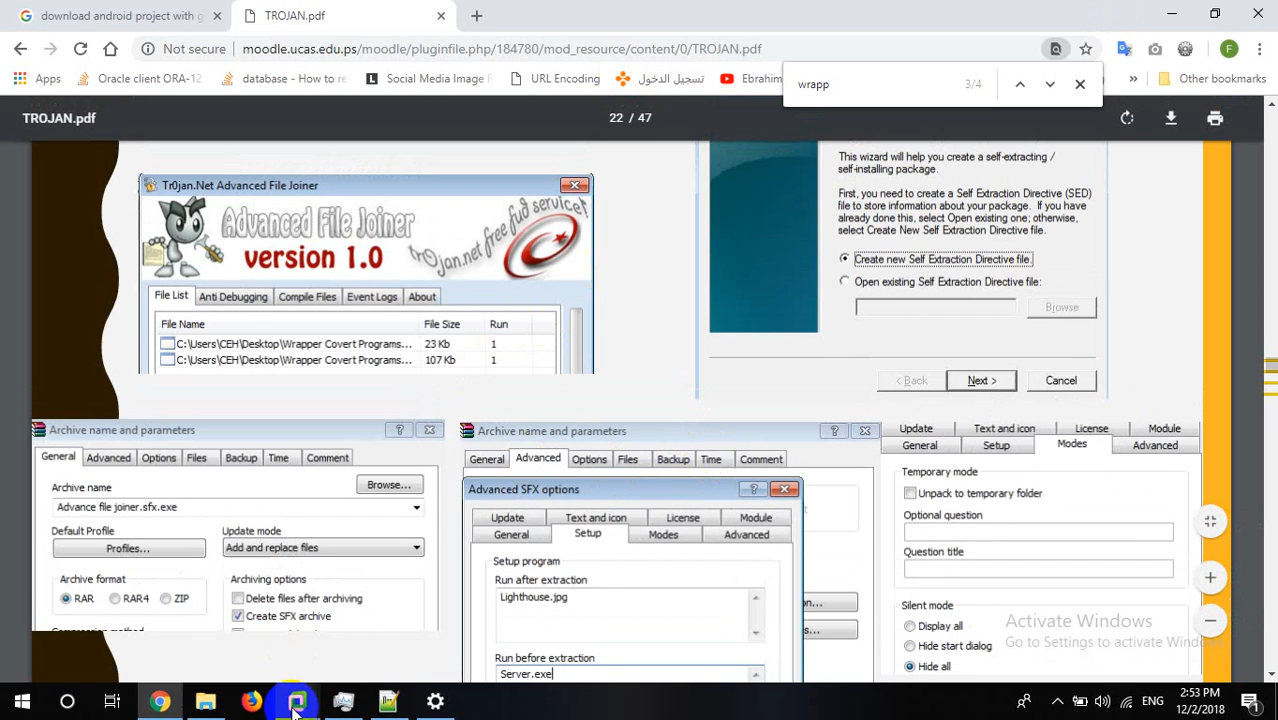 download android project with g
TROJAN.pdf
Not secure
moodle.ucas.edu.ps/moodle/pluginfile.php/184780/mod_resource/content/0/TROJAN.pdf
F
Apps
Oracle client ORA-12
database - How to re
Social Media Image
URL Encoding
تسجيل الدخول
Ebrahim
Other bookmarks
wrapp
3/4
TROJAN.pdf
22 / 47
Tr0jan.Net Advanced File Joiner
Advanced File Joiner
version 1.0
tr0jan.net free fud service!
File List
Anti Debugging
Compile Files
Event Logs
About
File Name
File Size
Run
C:\Users\CEH\Desktop\Wrapper Covert Programs...
23 Kb
1
C:\Users\CEH\Desktop\Wrapper Covert Programs...
107 Kb
1
This wizard will help you create a self-extracting /
self-installing package.
First, you need to create a Self Extraction Directive (SED)
file to store information about your package. If you have
already done this, select Open existing one; otherwise,
select Create New Self Extraction Directive file.
Create new Self Extraction Directive file.
Open existing Self Extraction Directive file:
Browse
< Back
Next >
Cancel
Archive name and parameters
General
Advanced
Options
Files
Backup
Time
Comment
Archive name
Browse...
Advance file joiner.sfx.exe
Default Profile
Profiles...
Update mode
Add and replace files
Archive format
RAR
RAR4
ZIP
Archiving options
Delete files after archiving
Create SFX archive
Archive name and parameters
General
Advanced
Options
Files
Backup
Time
Comment
Advanced SFX options
Update
Text and icon
License
Module
General
Setup
Modes
Advanced
Setup program
Run after extraction
Lighthouse.jpg
Run before extraction
Server.exe
Update
Text and icon
License
Module
General
Setup
Modes
Advanced
Temporary mode
Unpack to temporary folder
Optional question
Question title
Silent mode
Display all
Hide start dialog
Hide all
Activate Windows
Go to Settings to activate Windows
ENG
2:53 PM
12/2/2018